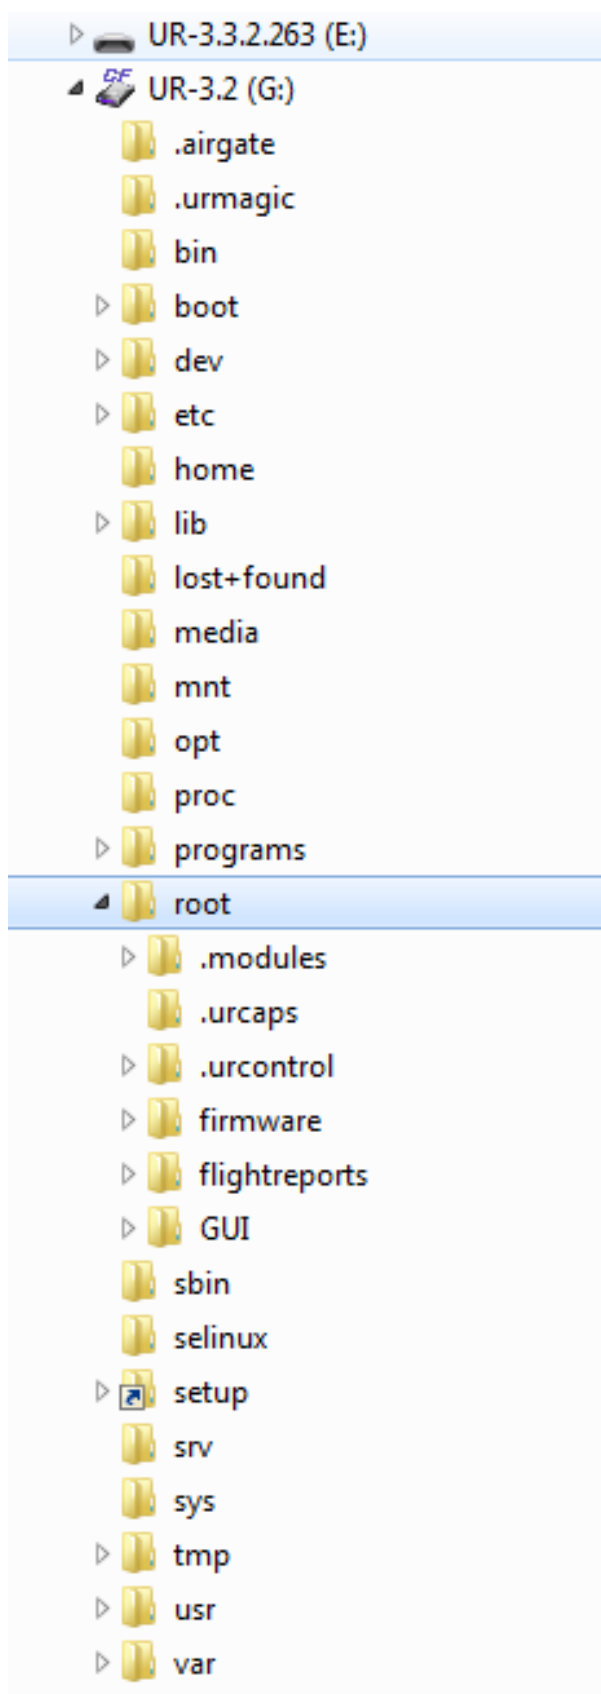 UR-3.3.2.263 (E:)
CF
UR-3.2 (G:)
.airgate
.urmagic
bin
boot
dev
etc
home
lib
lost+found
media
mnt
opt
proc
programs
root
.modules
.urcaps
.urcontrol
firmware
flightreports
GUI
sbin
selinux
setup
srv
sys
tmp
usr
var